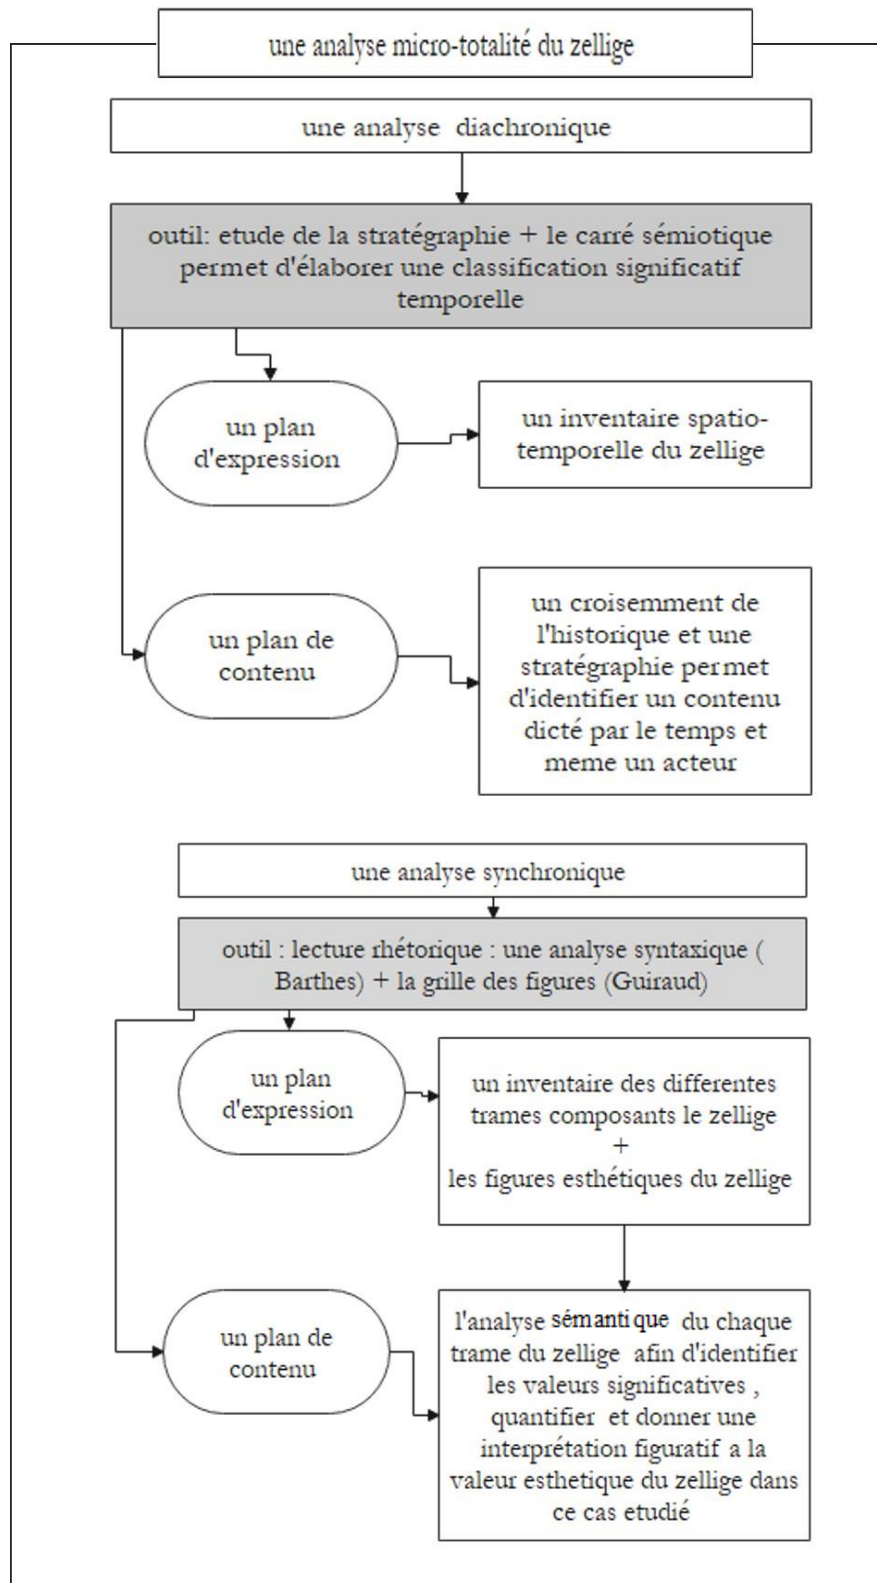 une analyse micro-totalité du zellige
une analyse diachronique
outil: etude de la stratégraphie + le carré sémiotique
permet d'élaborer une classification significatif
temporelle
un plan
d'expression
un inventaire spatio-
temporelle du zellige
un plan de
contenu
un croisemment de
l'historique et une
stratégraphie permet
d'identifier un contenu
dicté par le temps et
meme un acteur
une analyse synchronique
outil : lecture rhétorique : une analyse syntaxique (
Barthes) + la grille des figures (Guiraud)
un plan
d'expression
un inventaire des differentes
trames composants le zellige
+
les figures esthétiques du zellige
un plan de
contenu
l'analyse sémantique du chaque
trame du zellige afin d'identifier
les valeurs significatives ,
quantifier et donner une
interprétation figuratif a la
valeur esthetique du zellige dans
ce cas etudié